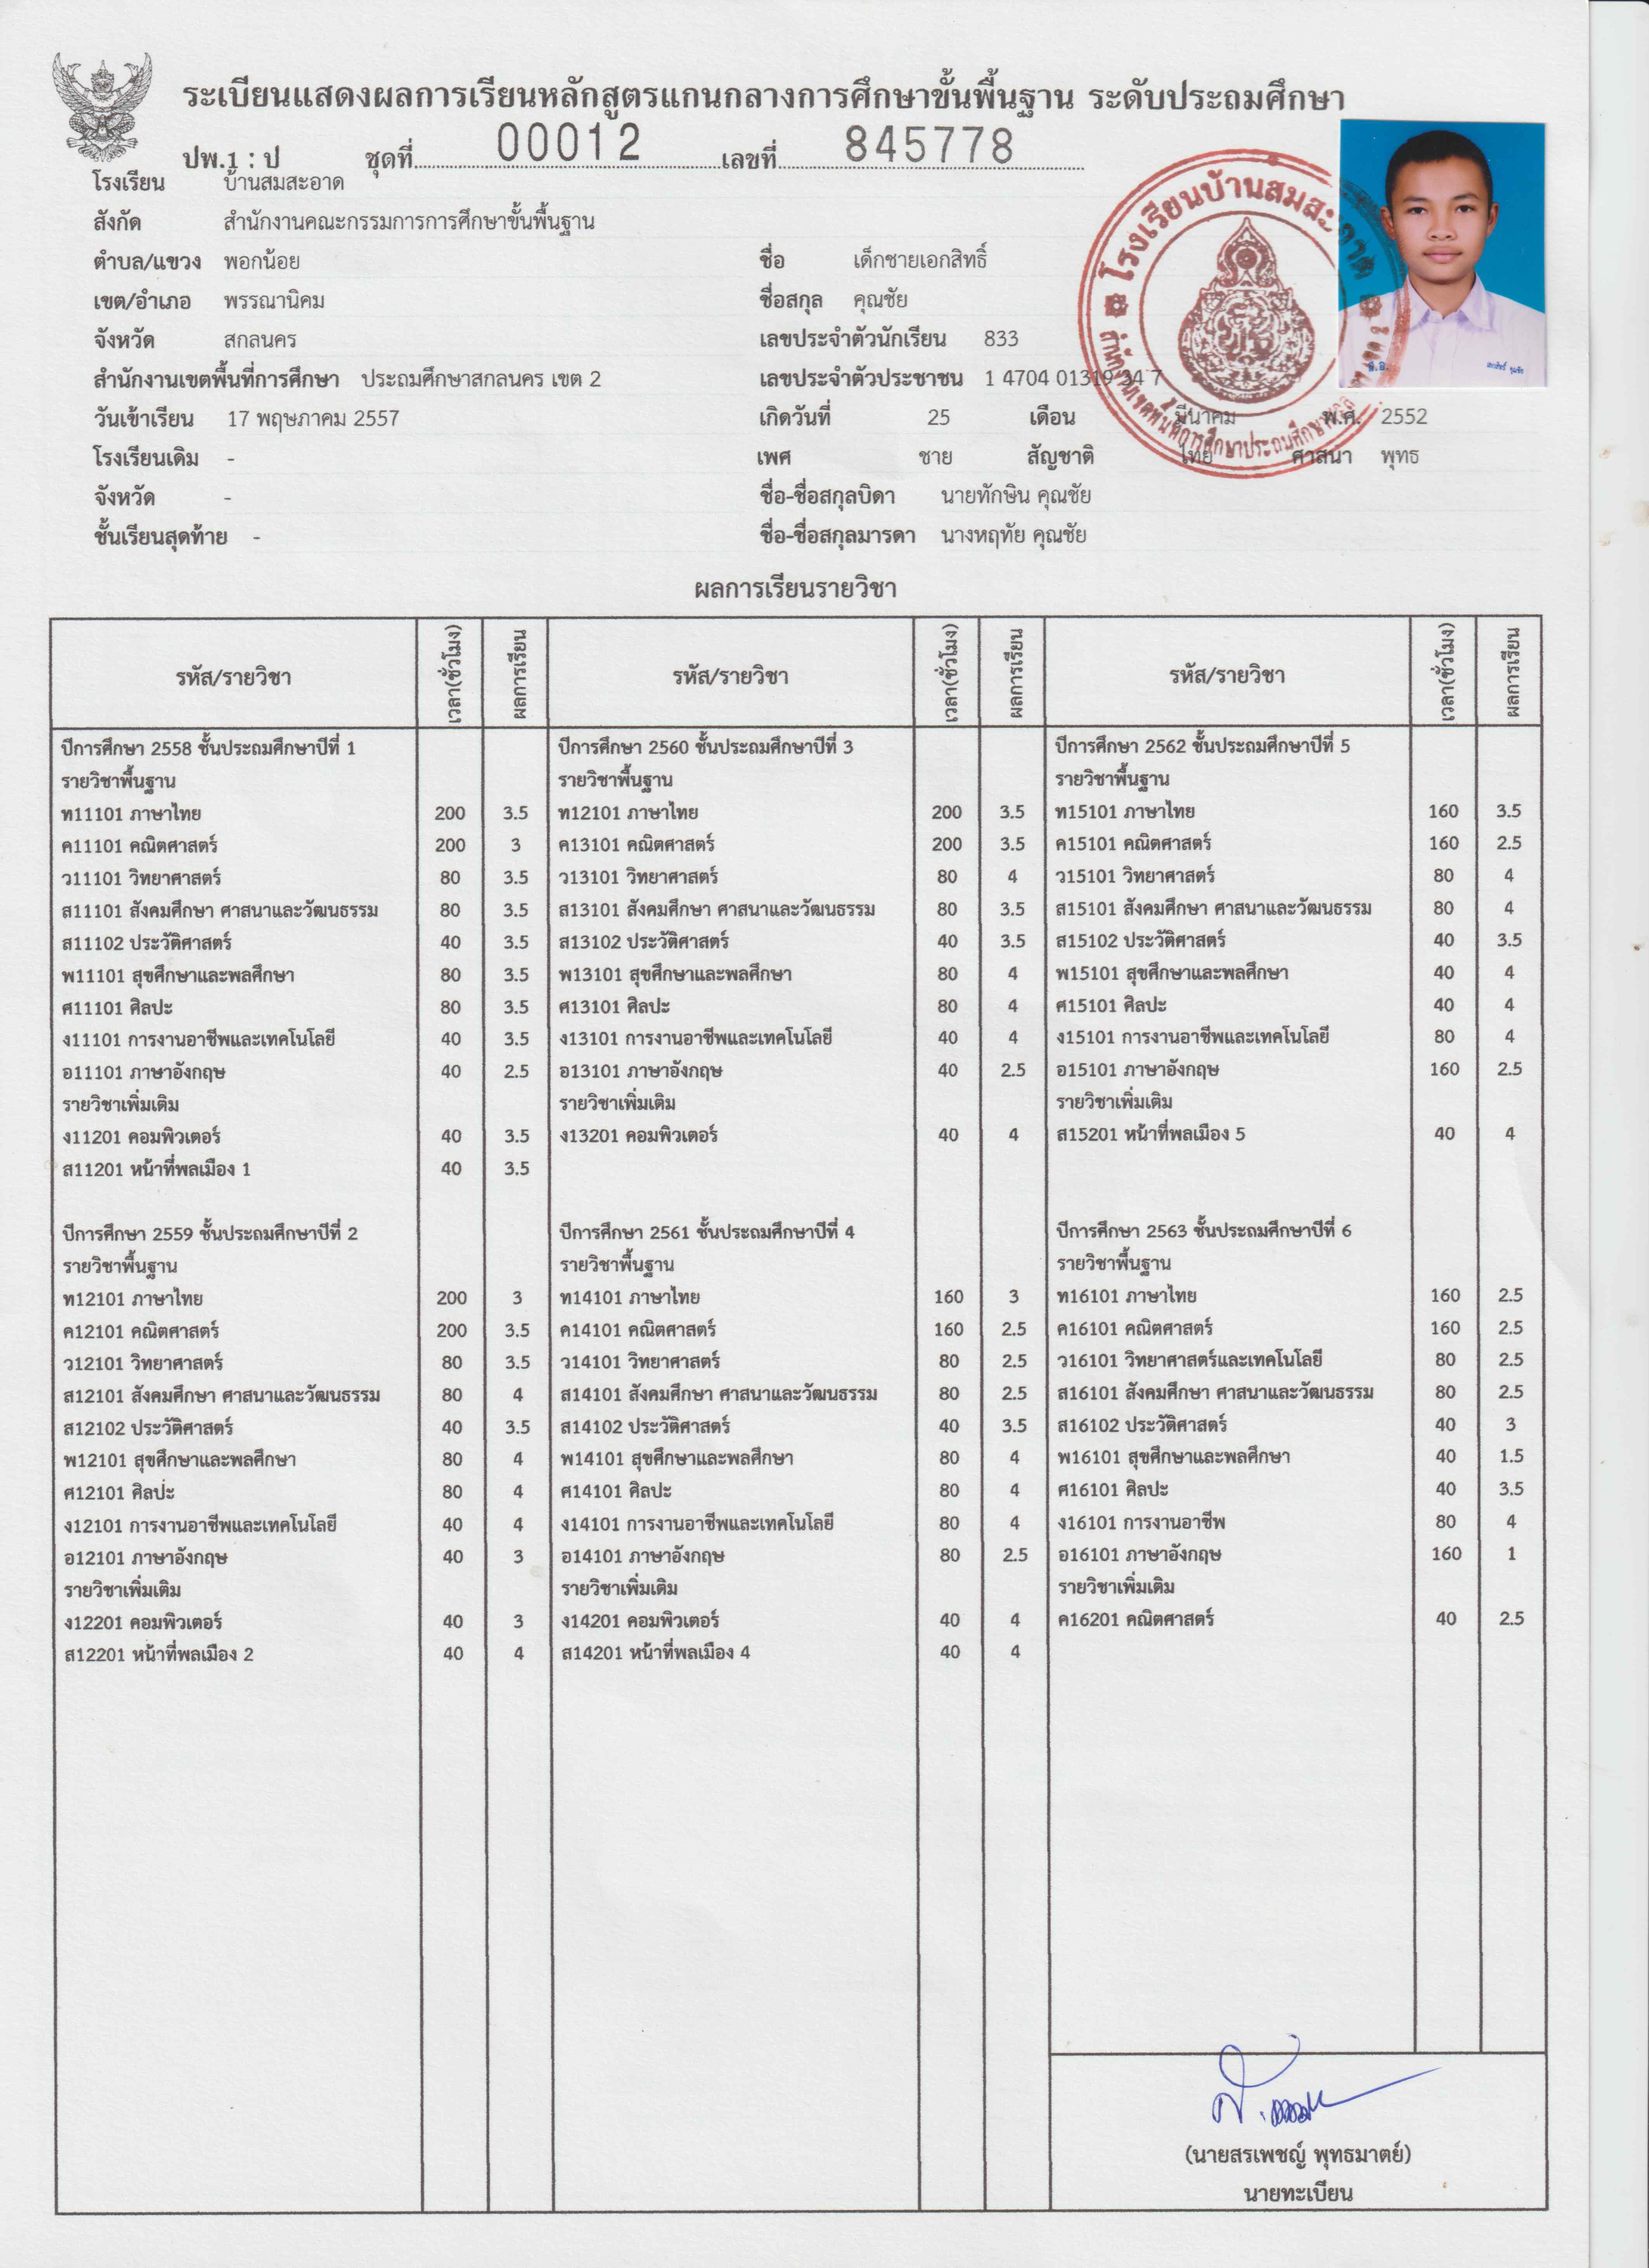 ระเบียนแสดงผลการเรียนหลักสูตรแกนกลางการศึกษาขั้นพื้นฐาน ระดับประถมศึกษา
ปพ.1 : ป ชุดที่ 00012 เลขที่ 845778
โรงเรียน บ้านสมสะอาด
สังกัด สำนักงานคณะกรรมการการศึกษาขั้นพื้นฐาน
ตำบล/แขวง พอกน้อย
เขต/อำเภอ พรรณานิคม
จังหวัด สกลนคร
สำนักงานเขตพื้นที่การศึกษา ประถมศึกษาสกลนคร เขต 2
วันเข้าเรียน 17 พฤษภาคม 2557
โรงเรียนเดิม -
จังหวัด -
ชั้นเรียนสุดท้าย -
ชื่อ เด็กชายเอกสิทธิ์
ชื่อสกุล คุณชัย
เลขประจำตัวนักเรียน 833
เลขประจำตัวประชาชน 1 4704 01319 34 7
เกิดวันที่ 25 เดือน มีนาคม พ.ศ. 2552
เพศ ชาย สัญชาติ ไทย ศาสนา พุทธ
ชื่อ-ชื่อสกุลบิดา นายทักษิน คุณชัย
ชื่อ-ชื่อสกุลมารดา นางหฤทัย คุณชัย
โรงเรียนบ้านสมสะอาด
ผลการเรียนรายวิชา
รหัส/รายวิชา เวลา(ชั่วโมง) ผลการเรียน
ปีการศึกษา 2558 ชั้นประถมศึกษาปีที่ 1
รายวิชาพื้นฐาน
ท11101 ภาษาไทย 200 3.5
ค11101 คณิตศาสตร์ 200 3
ว11101 วิทยาศาสตร์ 80 3.5
ส11101 สังคมศึกษา ศาสนาและวัฒนธรรม 80 3.5
ส11102 ประวัติศาสตร์ 40 3.5
พ11101 สุขศึกษาและพลศึกษา 80 3.5
ศ11101 ศิลปะ 80 3.5
ง11101 การงานอาชีพและเทคโนโลยี 40 3.5
อ11101 ภาษาอังกฤษ 40 2.5
รายวิชาเพิ่มเติม
ง11201 คอมพิวเตอร์ 40 3.5
ส11201 หน้าที่พลเมือง 1 40 3.5
ปีการศึกษา 2559 ชั้นประถมศึกษาปีที่ 2
รายวิชาพื้นฐาน
ท12101 ภาษาไทย 200 3
ค12101 คณิตศาสตร์ 200 3.5
ว12101 วิทยาศาสตร์ 80 3.5
ส12101 สังคมศึกษา ศาสนาและวัฒนธรรม 80 4
ส12102 ประวัติศาสตร์ 40 3.5
พ12101 สุขศึกษาและพลศึกษา 80 4
ศ12101 ศิลปะ 80 4
ง12101 การงานอาชีพและเทคโนโลยี 40 4
อ12101 ภาษาอังกฤษ 40 3
รายวิชาเพิ่มเติม
ง12201 คอมพิวเตอร์ 40 3
ส12201 หน้าที่พลเมือง 2 40 4
รหัส/รายวิชา เวลา(ชั่วโมง) ผลการเรียน
ปีการศึกษา 2560 ชั้นประถมศึกษาปีที่ 3
รายวิชาพื้นฐาน
ท12101 ภาษาไทย 200 3.5
ค13101 คณิตศาสตร์ 200 3.5
ว13101 วิทยาศาสตร์ 80 4
ส13101 สังคมศึกษา ศาสนาและวัฒนธรรม 80 3.5
ส13102 ประวัติศาสตร์ 40 3.5
พ13101 สุขศึกษาและพลศึกษา 80 4
ศ13101 ศิลปะ 80 4
ง13101 การงานอาชีพและเทคโนโลยี 40 4
อ13101 ภาษาอังกฤษ 40 2.5
รายวิชาเพิ่มเติม
ง13201 คอมพิวเตอร์ 40 4
ปีการศึกษา 2561 ชั้นประถมศึกษาปีที่ 4
รายวิชาพื้นฐาน
ท14101 ภาษาไทย 160 3
ค14101 คณิตศาสตร์ 160 2.5
ว14101 วิทยาศาสตร์ 80 2.5
ส14101 สังคมศึกษา ศาสนาและวัฒนธรรม 80 2.5
ส14102 ประวัติศาสตร์ 40 3.5
พ14101 สุขศึกษาและพลศึกษา 80 4
ศ14101 ศิลปะ 80 4
ง14101 การงานอาชีพและเทคโนโลยี 80 4
อ14101 ภาษาอังกฤษ 80 2.5
รายวิชาเพิ่มเติม
ง14201 คอมพิวเตอร์ 40 4
ส14201 หน้าที่พลเมือง 4 40 4
รหัส/รายวิชา เวลา(ชั่วโมง) ผลการเรียน
ปีการศึกษา 2562 ชั้นประถมศึกษาปีที่ 5
รายวิชาพื้นฐาน
ท15101 ภาษาไทย 160 3.5
ค15101 คณิตศาสตร์ 160 2.5
ว15101 วิทยาศาสตร์ 80 4
ส15101 สังคมศึกษา ศาสนาและวัฒนธรรม 80 4
ส15102 ประวัติศาสตร์ 40 3.5
พ15101 สุขศึกษาและพลศึกษา 40 4
ศ15101 ศิลปะ 40 4
ง15101 การงานอาชีพและเทคโนโลยี 80 4
อ15101 ภาษาอังกฤษ 160 2.5
รายวิชาเพิ่มเติม
ส15201 หน้าที่พลเมือง 5 40 4
ปีการศึกษา 2563 ชั้นประถมศึกษาปีที่ 6
รายวิชาพื้นฐาน
ท16101 ภาษาไทย 160 2.5
ค16101 คณิตศาสตร์ 160 2.5
ว16101 วิทยาศาสตร์และเทคโนโลยี 80 2.5
ส16101 สังคมศึกษา ศาสนาและวัฒนธรรม 80 2.5
ส16102 ประวัติศาสตร์ 40 3
พ16101 สุขศึกษาและพลศึกษา 40 1.5
ศ16101 ศิลปะ 40 3.5
ง16101 การงานอาชีพ 80 4
อ16101 ภาษาอังกฤษ 160 1
รายวิชาเพิ่มเติม
ค16201 คณิตศาสตร์ 40 2.5
(นายสรเพชญ์ พุทธมาตย์)
นายทะเบียน